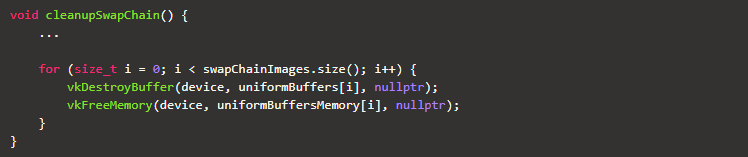 void cleanupSwapChain() {
    ...

    for (size_t i = 0; i < swapChainImages.size(); i++) {
        vkDestroyBuffer(device, uniformBuffers[i], nullptr);
        vkFreeMemory(device, uniformBuffersMemory[i], nullptr);
    }
}